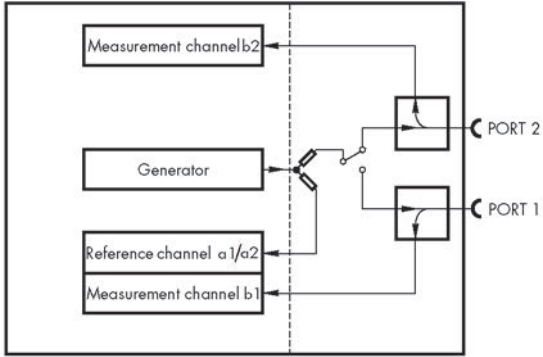 Measurement channel b2
PORT 2
Generator
PORT 1
Reference channel a1/a2
Measurement channel b1